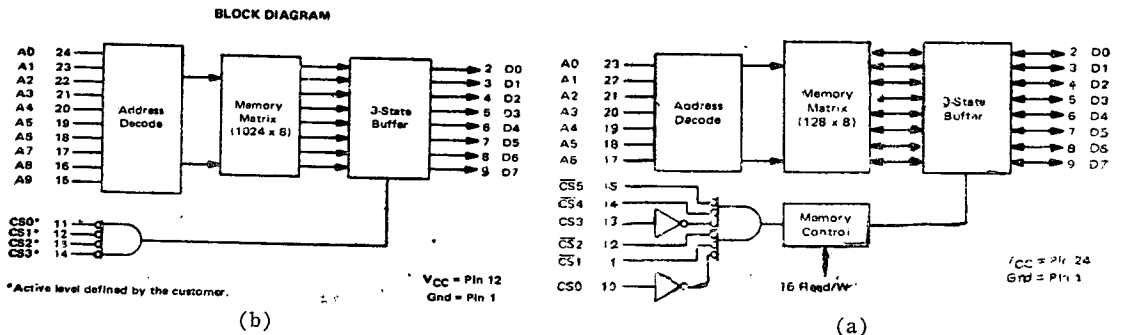 BLOCK DIAGRAM
A0 24
A1 23
A2 22
A3 21
A4 20
A5 19
A6 18
A7 17
A8 16
A9 15
Address
Decode
Memory
Matrix
(1024 x 8)
3-State
Buffer
2 D0
3 D1
4 D2
5 D3
6 D4
7 D5
8 D6
9 D7
CS0* 11
CS1* 12
CS2* 13
CS3* 14
*Active level defined by the customer.
VCC = Pin 12
Gnd = Pin 1
(b)
A0 23
A1 22
A2 21
A3 20
A4 19
A5 18
A6 17
Address
Decode
Memory
Matrix
(128 x 8)
3-State
Buffer
2 D0
3 D1
4 D2
5 D3
6 D4
7 D5
8 D6
9 D7
CS5 15
CS4 14
CS3 13
CS2 12
CS1
CS0 10
Memory
Control
16 Read/W
VCC = Pin 24
Gnd = Pin 1
(a)